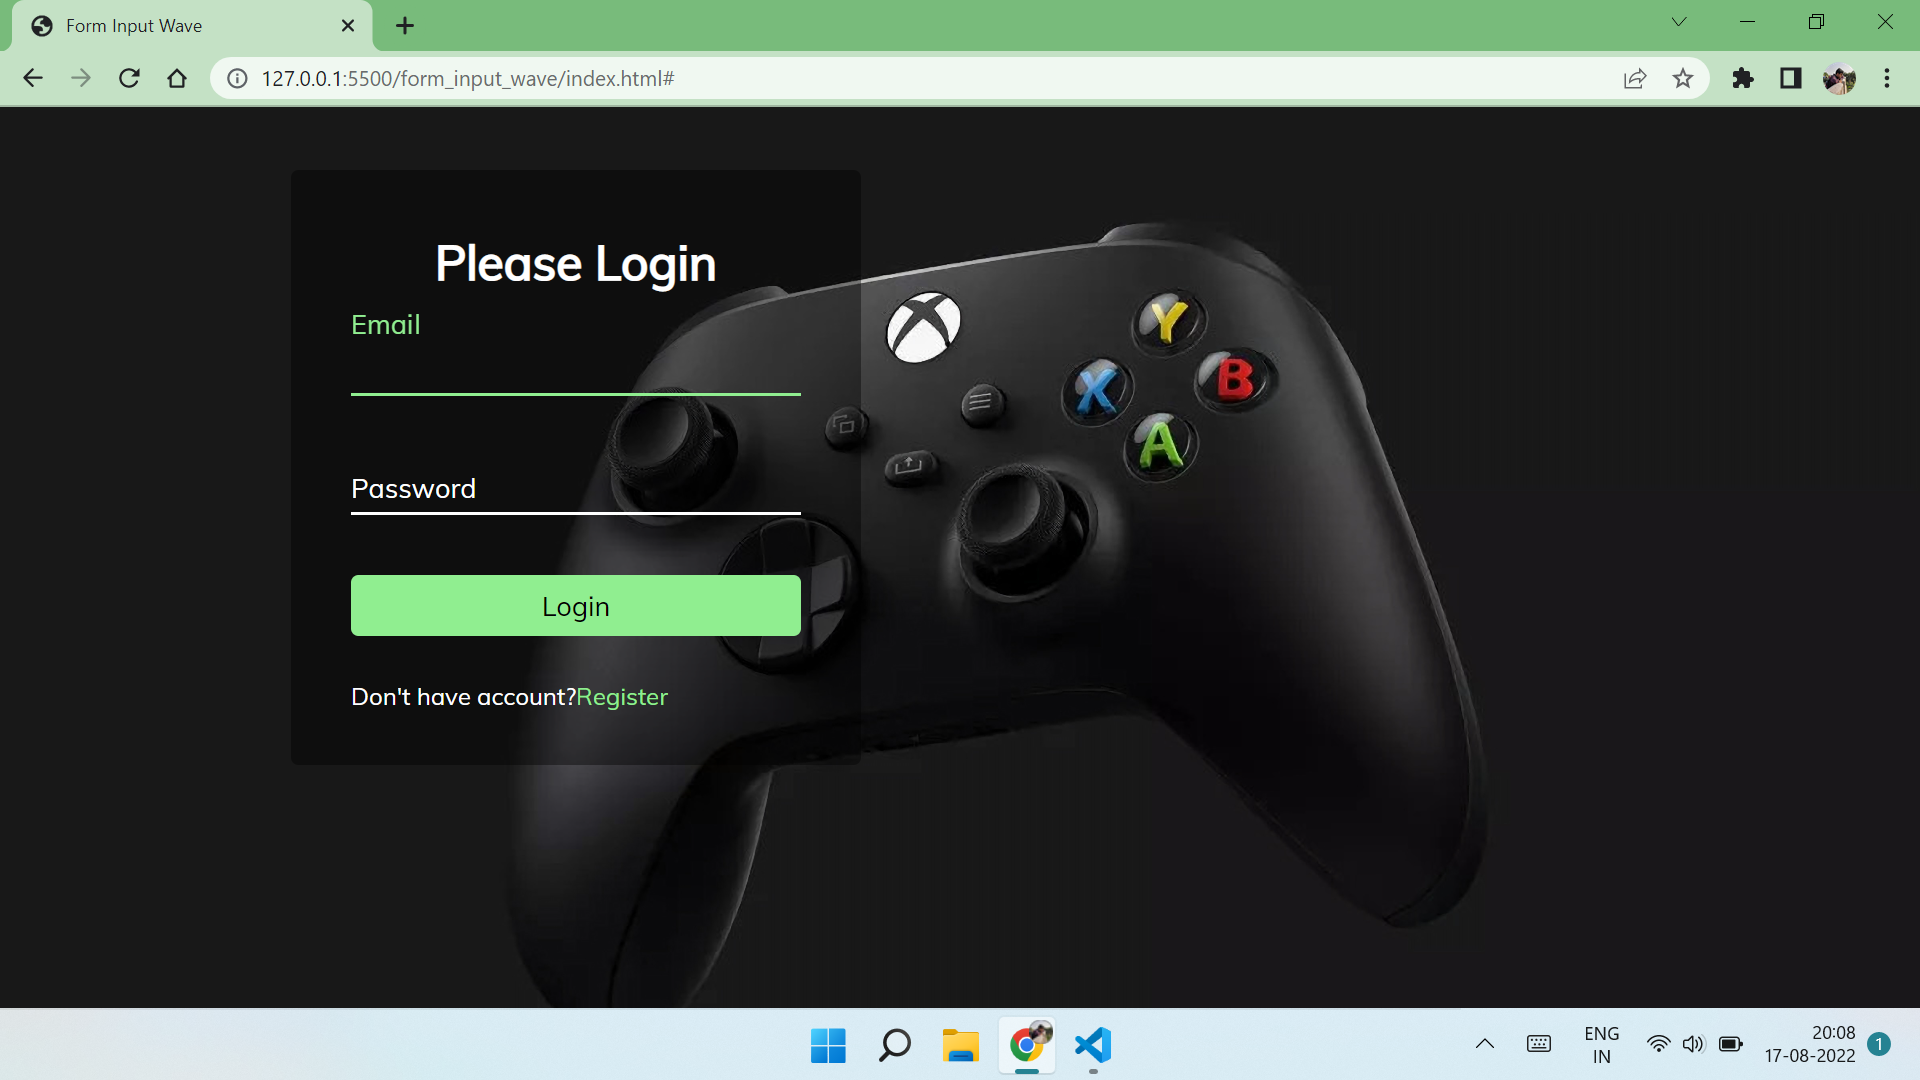 Form Input Wave
127.0.0.1:5500/form_input_wave/index.html#
Please Login
Email
Password
Login
Don't have account?Register
Y
X
B
A
ENG
IN
20:08
17-08-2022
1